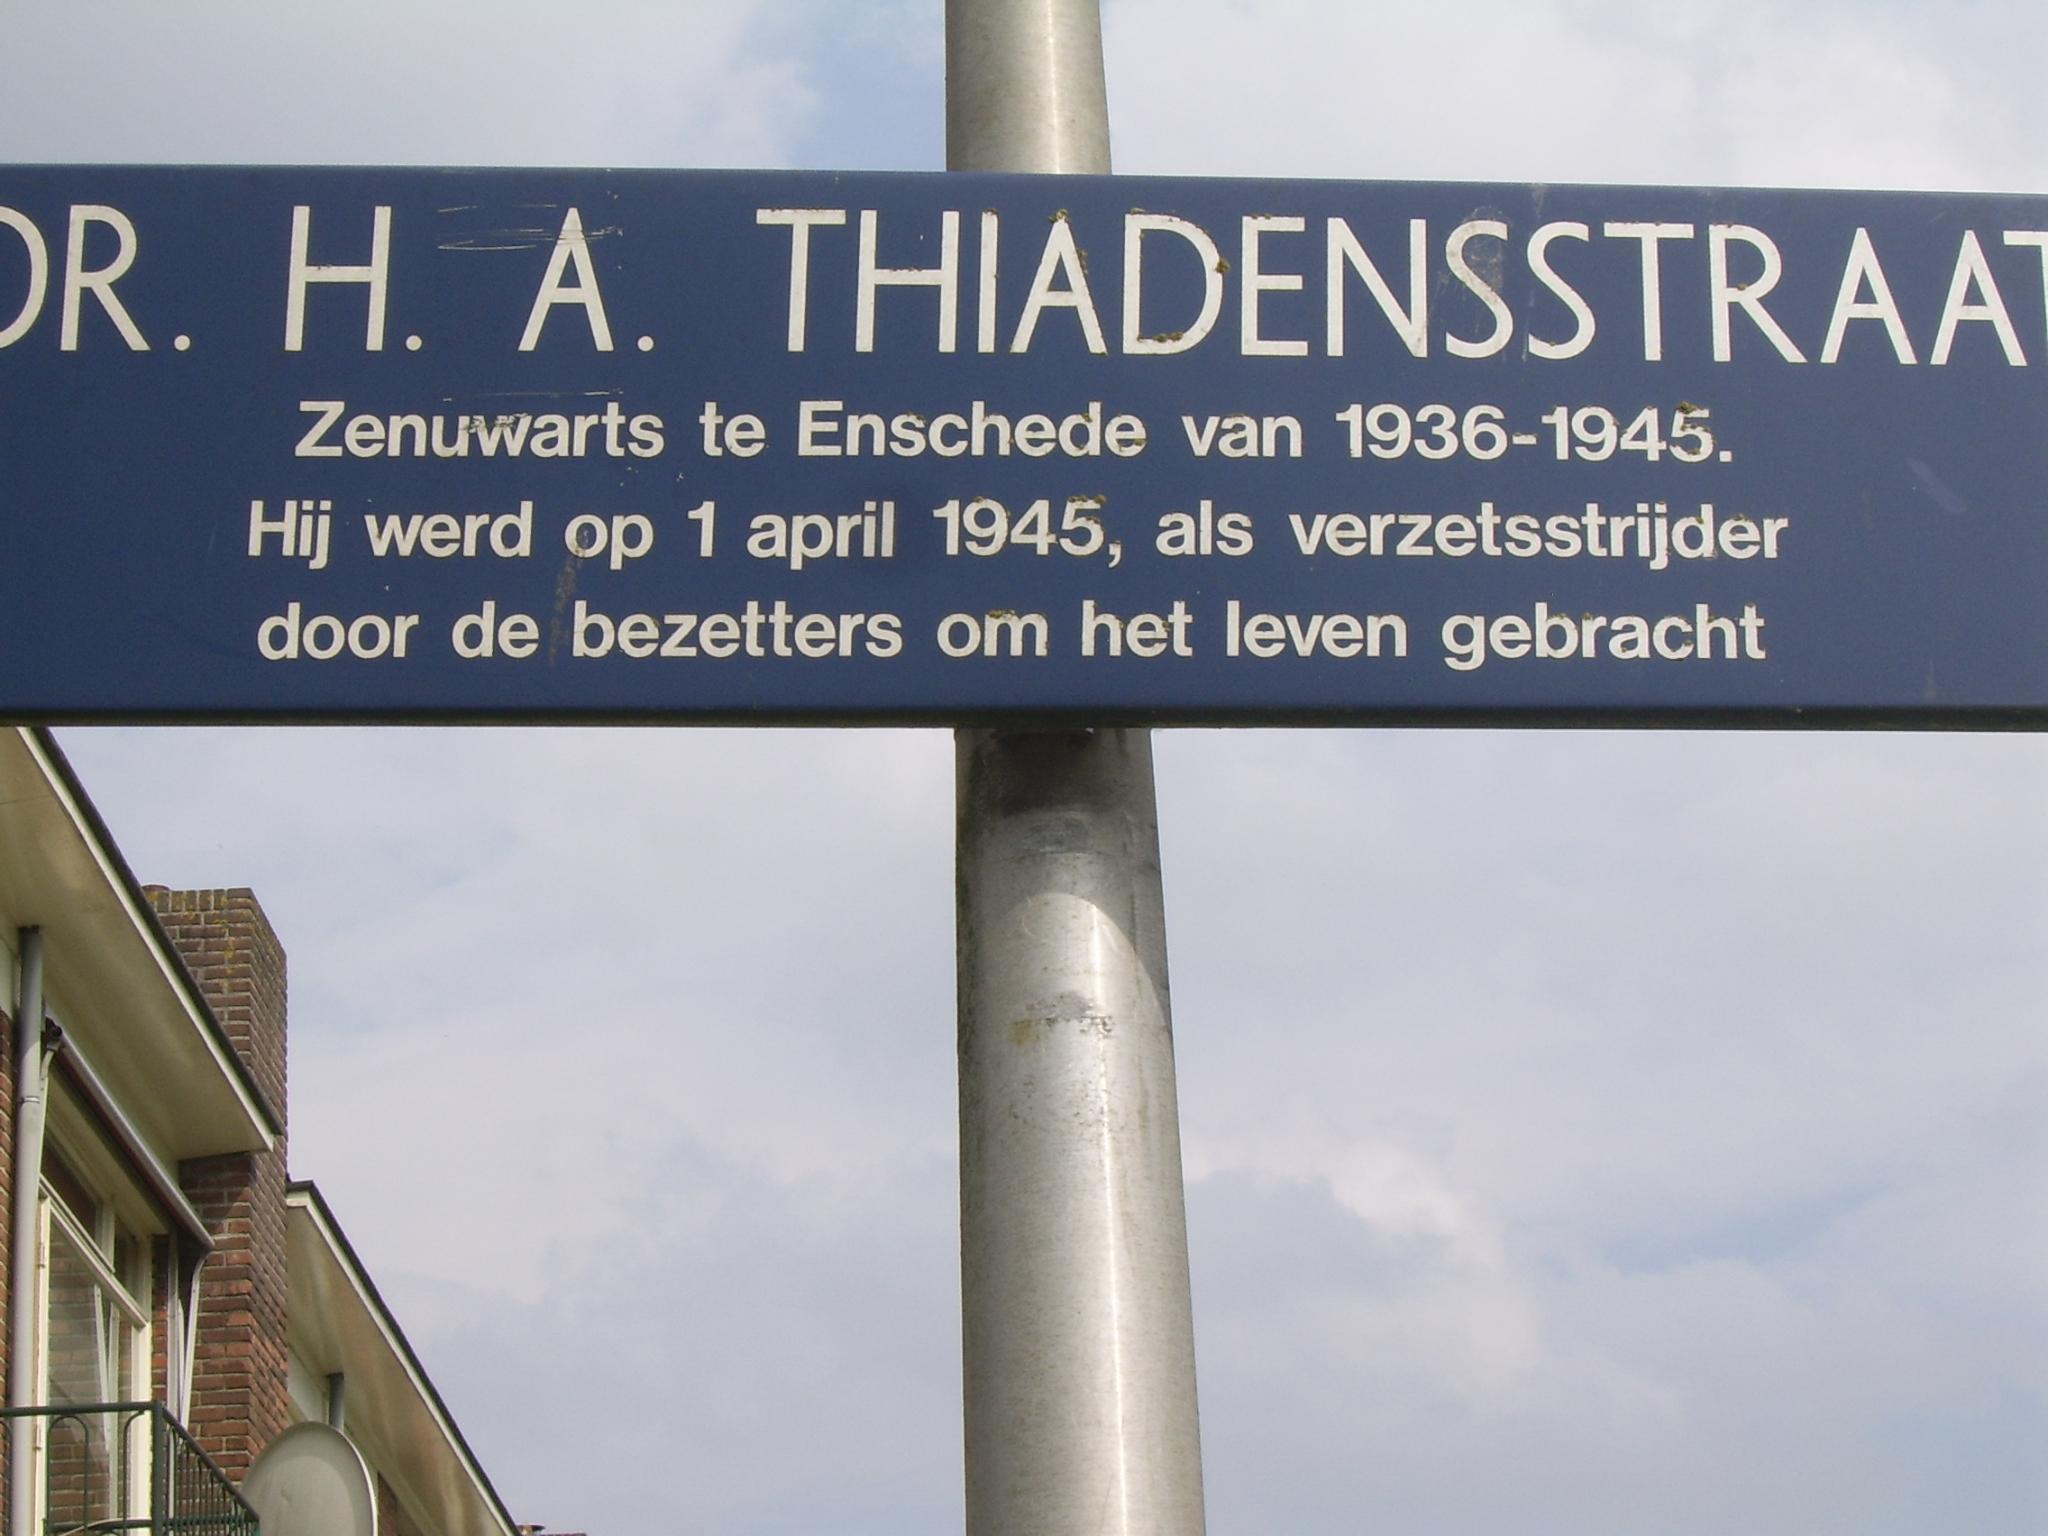 DR. H. A. THIADENSSTRAAT
Zenuwarts te Enschede van 1936-1945.
Hij werd op 1 april 1945, als verzetsstrijder
door de bezetters om het leven gebracht